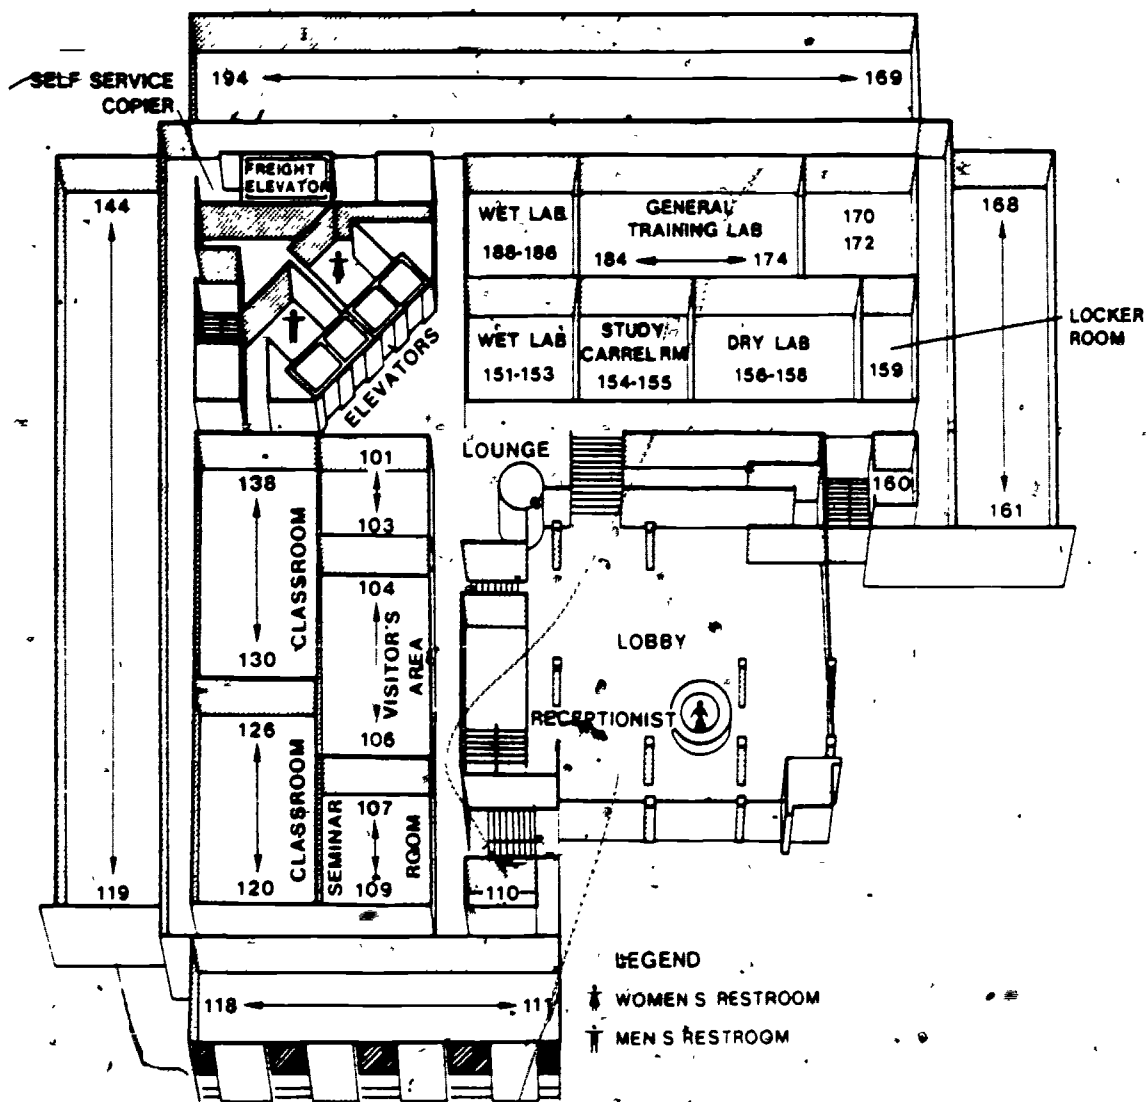 194 169
SELF SERVICE
COPIER
FREIGHT
ELEVATOR
144
WET LAB
188-186
GENERAL
TRAINING LAB
184 174
170
172
168
LOCKER
ROOM
WET LAB
151-153
STUDY
CARREL RM
154-155
DRY LAB
156-158
159
ELEVATORS
LOUNGE
101
103
138
CLASSROOM
130
160
161
104
VISITOR'S
AREA
106
LOBBY
RECEPTIONIST
126
CLASSROOM
120
SEMINAR
ROOM
107
109
110
119
118 111
LEGEND
WOMEN S RESTROOM
MEN S RESTROOM